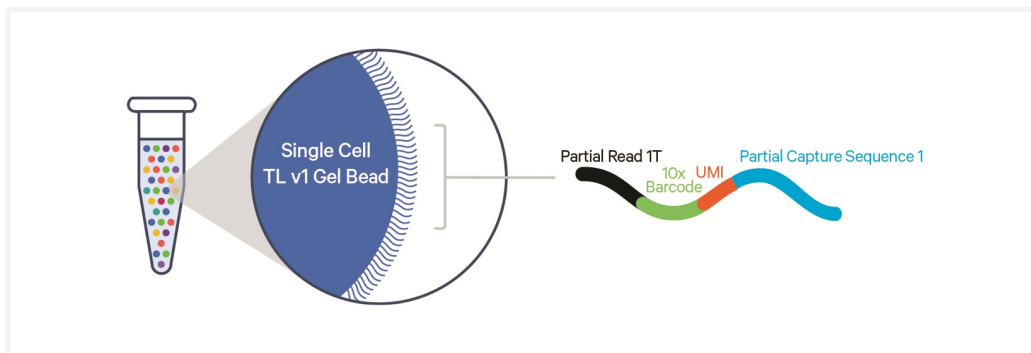 Single Cell
TL v1 Gel Bead
Partial Read 1T
10x
Barcode
UMI
Partial Capture Sequence 1